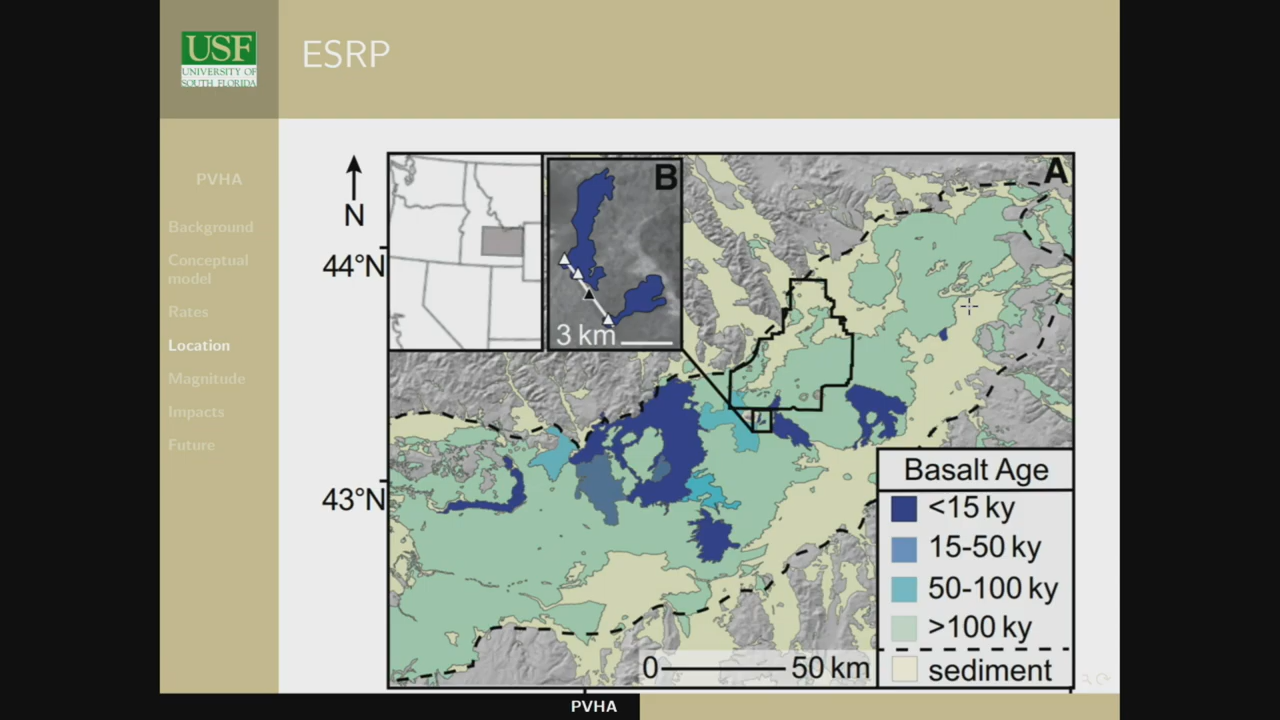 USF
UNIVERSITY OF
SOUTH FLORIDA
ESRP
PVHA
Background
Conceptual
model
Rates
Location
Magnitude
Impacts
Future
N
44°N
43°N
B
3 km
A
Basalt Age
<15 ky
15-50 ky
50-100 ky
>100 ky
sediment
0
50 km
PVHA